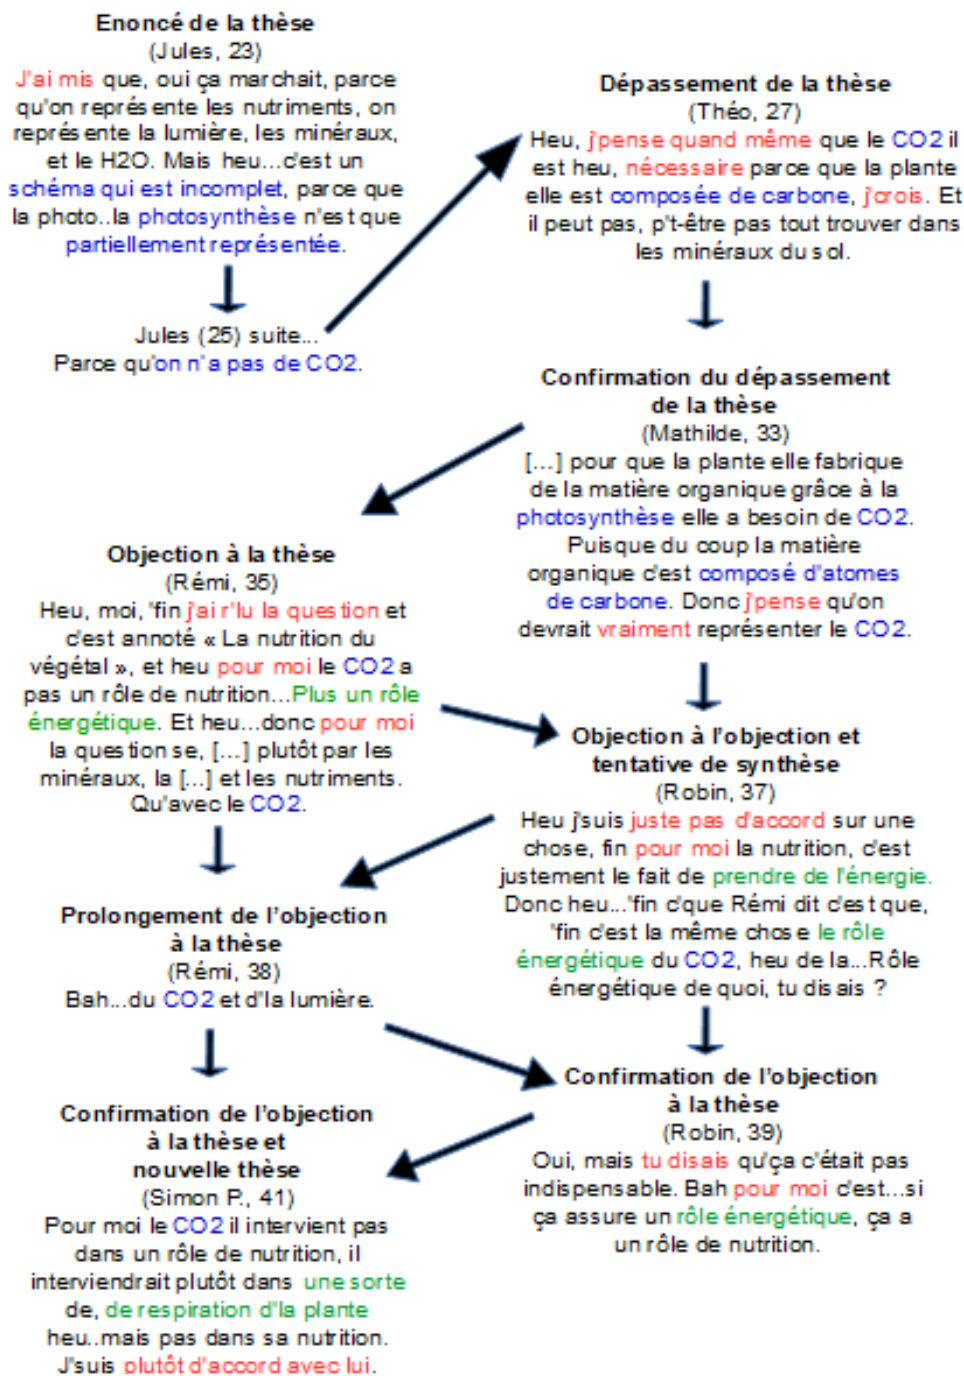 Enoncé de la thèse
(Jules, 23)
J'ai mis que, oui ça marchait, parce
qu'on représente les nutriments, on
représente la lumière, les minéraux,
et le H2O. Mais heu...c'est un
schéma qui est incomplet, parce que
la photo..la photosynthèse n'est que
partiellement représentée.
Jules (25) suite...
Parce qu'on n'a pas de CO2.
Dépassement de la thèse
(Théo, 27)
Heu, j'pense quand même que le CO2 il
est heu, nécessaire parce que la plante
elle est composée de carbone, j'crois. Et
il peut pas, p't-être pas tout trouver dans
les minéraux du sol.
Confirmation du dépassement
de la thèse
(Mathilde, 33)
[...] pour que la plante elle fabrique
de la matière organique grâce à la
photosynthèse elle a besoin de CO2.
Puisque du coup la matière
organique c'est composé d'atomes
de carbone. Donc j'pense qu'on
devrait vraiment représenter le CO2.
Objection à la thèse
(Rémi, 35)
Heu, moi, 'fin j'ai r'lu la question et
c'est annoté « La nutrition du
végétal », et heu pour moi le CO2 a
pas un rôle de nutrition...Plus un rôle
énergétique. Et heu...donc pour moi
la question se, [...] plutôt par les
minéraux, la [...] et les nutriments.
Qu'avec le CO2.
Objection à l'objection et
tentative de synthèse
(Robin, 37)
Heu j'suis juste pas d'accord sur une
chose, fin pour moi la nutrition, c'est
justement le fait de prendre de l'énergie.
Donc heu...'fin c'que Rémi dit c'est que,
'fin c'est la même chose le rôle
énergétique du CO2, heu de la...Rôle
énergétique de quoi, tu disais ?
Prolongement de l'objection
à la thèse
(Rémi, 38)
Bah...du CO2 et d'la lumière.
Confirmation de l'objection
à la thèse
(Robin, 39)
Oui, mais tu disais qu'ça c'était pas
indispensable. Bah pour moi c'est...si
ça assure un rôle énergétique, ça a
un rôle de nutrition.
Confirmation de l'objection
à la thèse et
nouvelle thèse
(Simon P., 41)
Pour moi le CO2 il intervient pas
dans un rôle de nutrition, il
interviendrait plutôt dans une sorte
de, de respiration d'la plante
heu..mais pas dans sa nutrition.
J'suis plutôt d'accord avec lui.